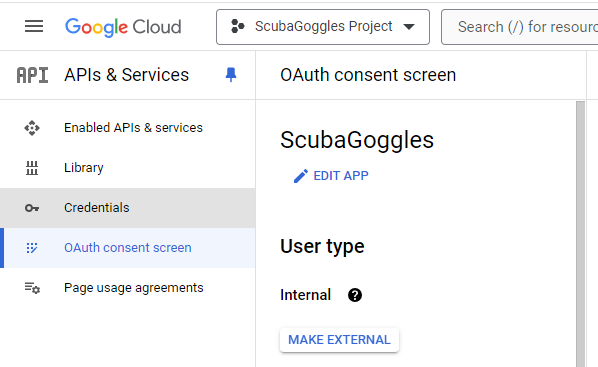 Google Cloud
ScubaGoggles Project
Search (/) for resour
API
APIs & Services
OAuth consent screen
Enabled APIs & services
Library
Credentials
OAuth consent screen
Page usage agreements
ScubaGoggles
EDIT APP
User type
Internal
MAKE EXTERNAL